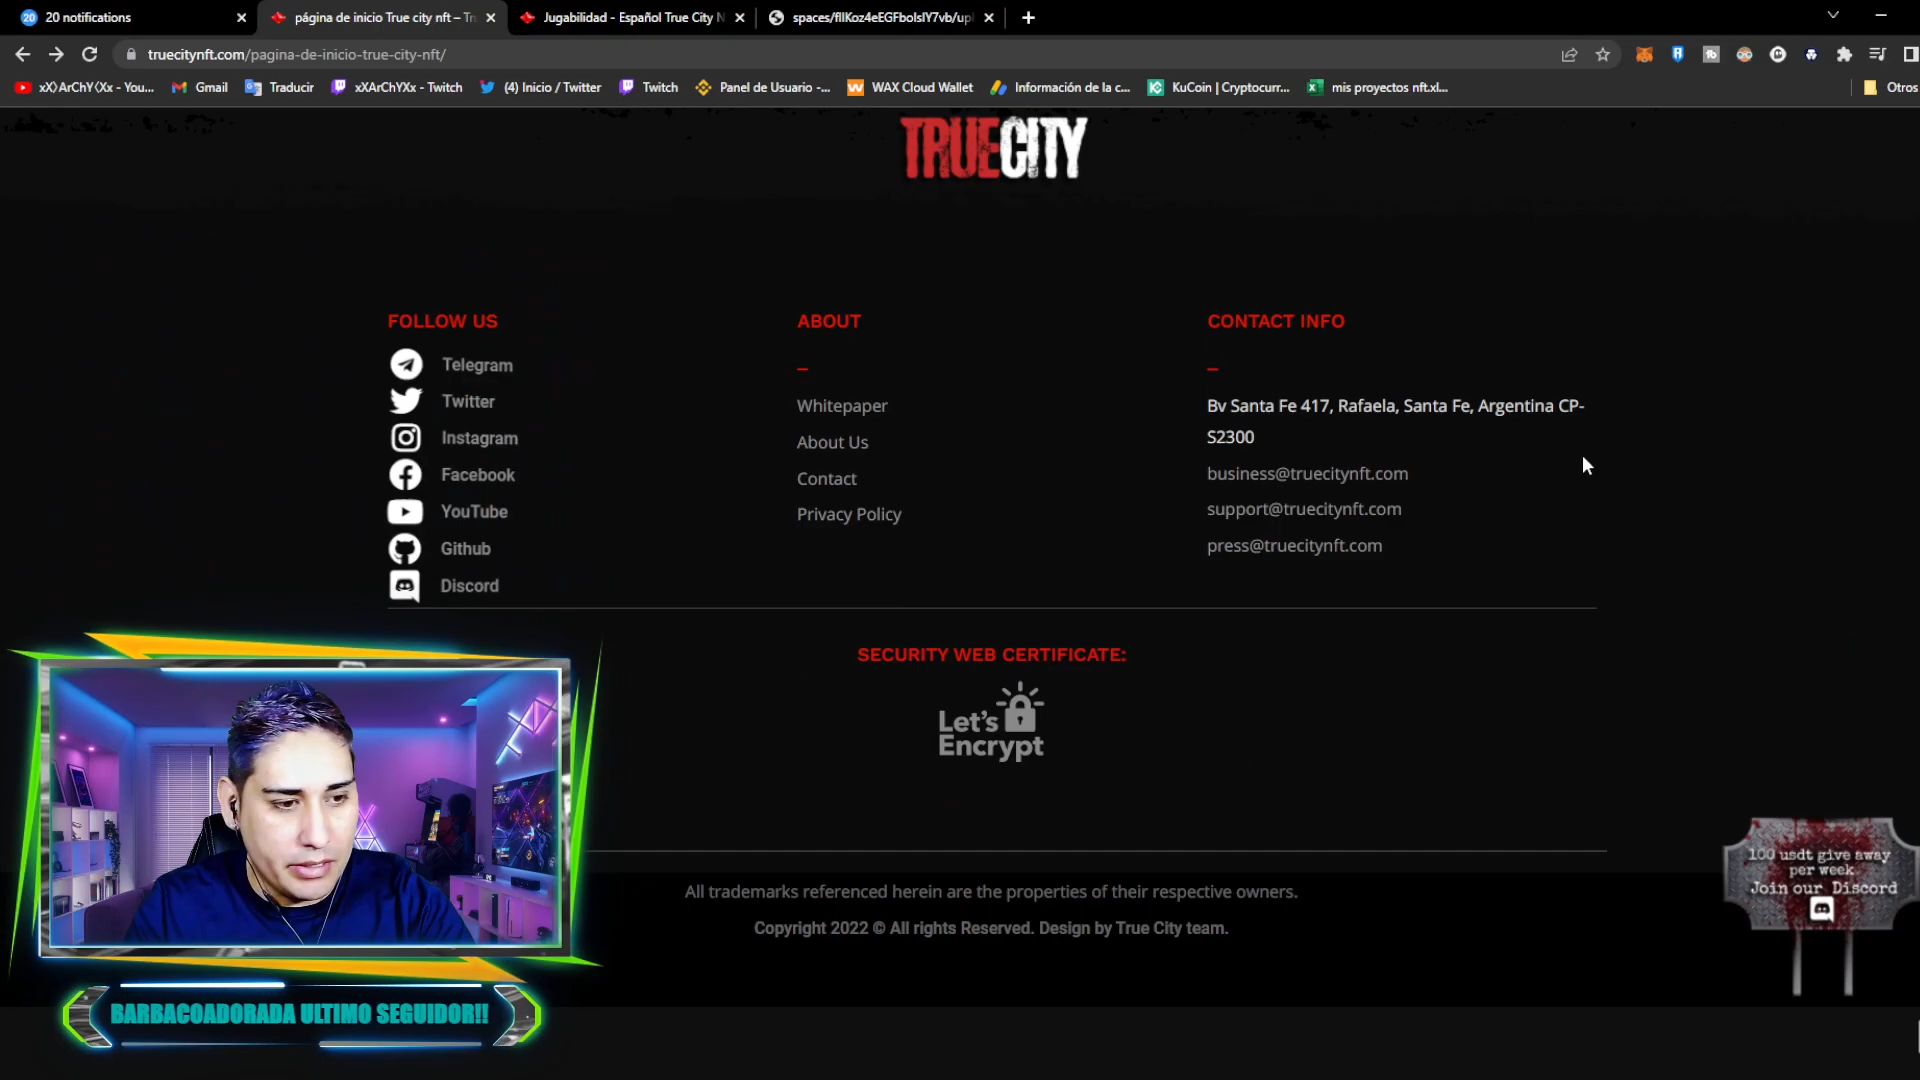 20
20 notifications
página de inicio True city nft – Tr
Jugabilidad - Español True City N
spaces/fIlKoz4eEGFboIsIY7vb/upl
truecitynft.com/pagina-de-inicio-true-city-nft/
xX)ArChY(Xx - You...
Gmail
Traducir
xXArChYXx - Twitch
(4) Inicio / Twitter
Twitch
Panel de Usuario -...
WAX Cloud Wallet
Información de la c...
KuCoin | Cryptocurr...
mis proyectos nft.xl...
Otros
TRUECITY
FOLLOW US
Telegram
Twitter
Instagram
Facebook
YouTube
Github
Discord
ABOUT
Whitepaper
About Us
Contact
Privacy Policy
CONTACT INFO
Bv Santa Fe 417, Rafaela, Santa Fe, Argentina CP-
S2300
business@truecitynft.com
support@truecitynft.com
press@truecitynft.com
SECURITY WEB CERTIFICATE:
Let's
Encrypt
100 usdt give away
per week
Join our Discord
All trademarks referenced herein are the properties of their respective owners.
Copyright 2022 © All rights Reserved. Design by True City team.
BARBACOADORADA ULTIMO SEGUIDOR!!